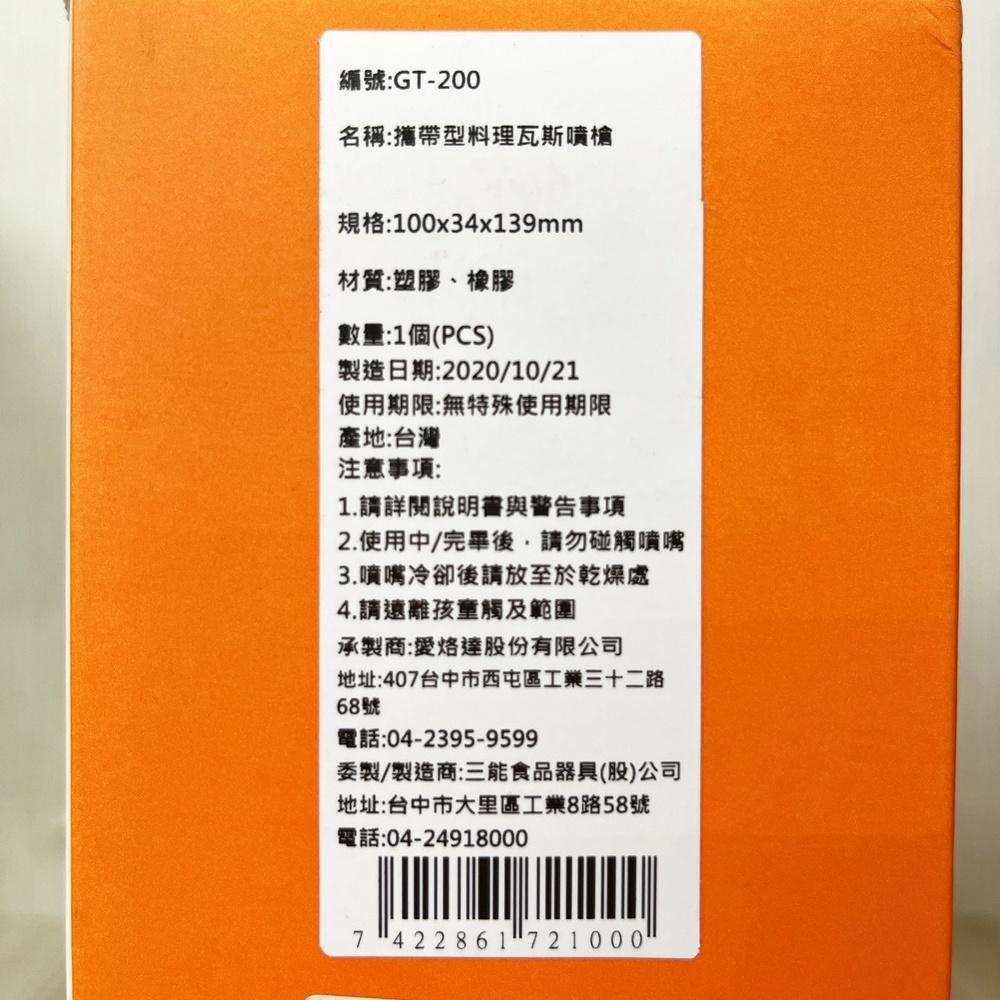 編號:GT-200
名稱:攜帶型料理瓦斯噴槍
規格:100x34x139mm
材質:塑膠、橡膠
數量:1個(PCS)
製造日期:2020/10/21
使用期限:無特殊使用期限
產地:台灣
注意事項:
1.請詳閱說明書與警告事項
2.使用中/完畢後，請勿碰觸噴嘴
3.噴嘴冷卻後請放至於乾燥處
4.請遠離孩童觸及範圍
承製商:愛烙達股份有限公司
地址:407台中市西屯區工業三十二路
68號
電話:04-2395-9599
委製/製造商:三能食品器具(股)公司
地址:台中市大里區工業8路58號
電話:04-24918000
7 422861 721000